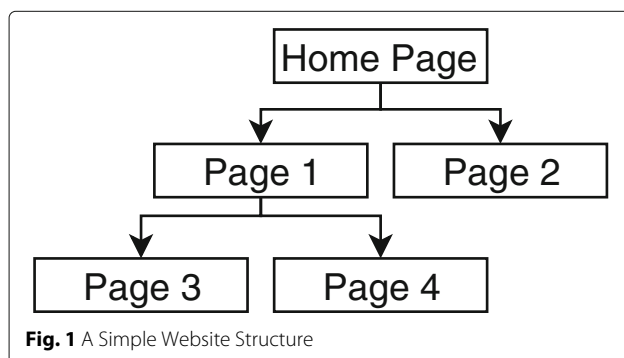 Home Page
Page 1
Page 2
Page 3
Page 4
Fig. 1 A Simple Website Structure